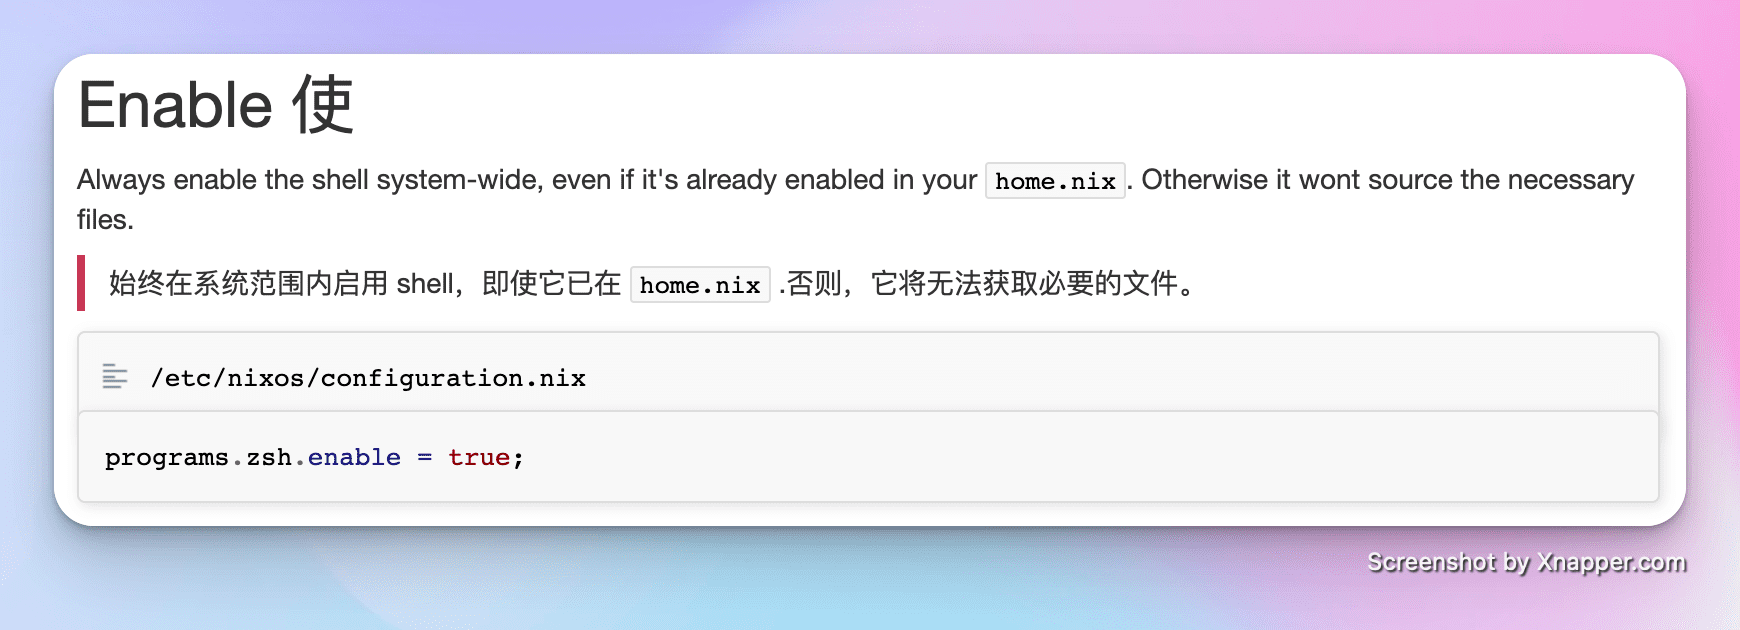 Enable 使
Always enable the shell system-wide, even if it's already enabled in your home.nix. Otherwise it wont source the necessary
files.
始终在系统范围内启用 shell，即使它已在 home.nix .否则，它将无法获取必要的文件。
/etc/nixos/configuration.nix
programs.zsh.enable = true;
Screenshot by Xnapper.com